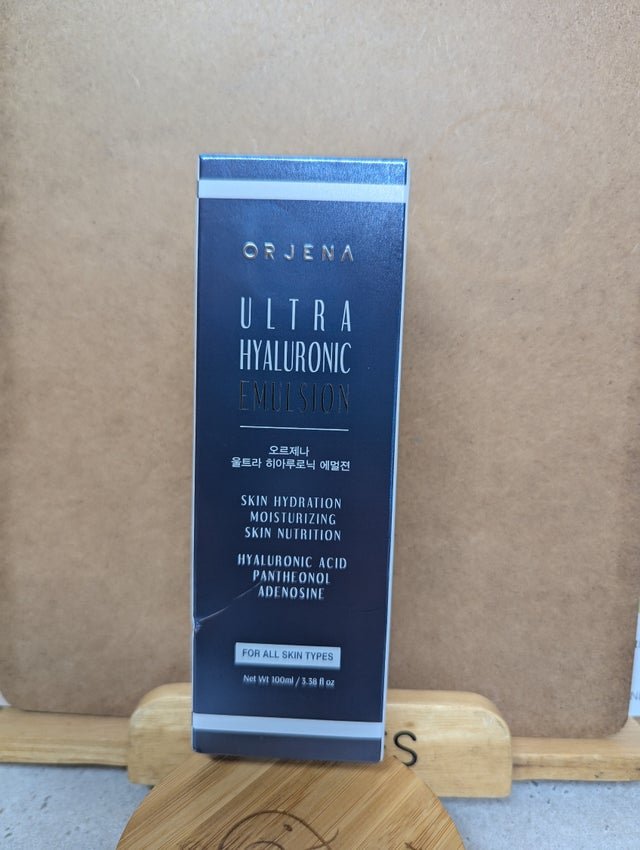 ORJENA
ULTRA
HYALURONIC
EMULSION
오르제나
울트라 히아루로닉 에멀젼
SKIN HYDRATION
MOISTURIZING
SKIN NUTRITION
HYALURONIC ACID
PANTHEONOL
ADENOSINE
FOR ALL SKIN TYPES
Net Wt 100ml / 3.38 fl oz